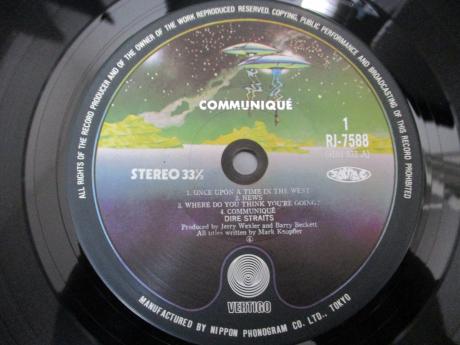 ALL RIGHTS OF THE RECORD PRODUCER AND OF THE OWNER OF THE WORK REPRODUCED RESERVED. COPYING, PUBLIC PERFORMANCE AND BROADCASTING OF THIS RECORD PROHIBITED
COMMUNIQUÉ
1
RJ-7588
STEREO 33⅓
1. ONCE UPON A TIME IN THE WEST
2. NEWS
3. WHERE DO YOU THINK YOU'RE GOING?
4. COMMUNIQUÉ
DIRE STRAITS
Produced by Jerry Wexler and Barry Beckett
All titles written by Mark Knopfler
④
VERTIGO
MANUFACTURED BY NIPPON PHONOGRAM CO. LTD., TOKYO